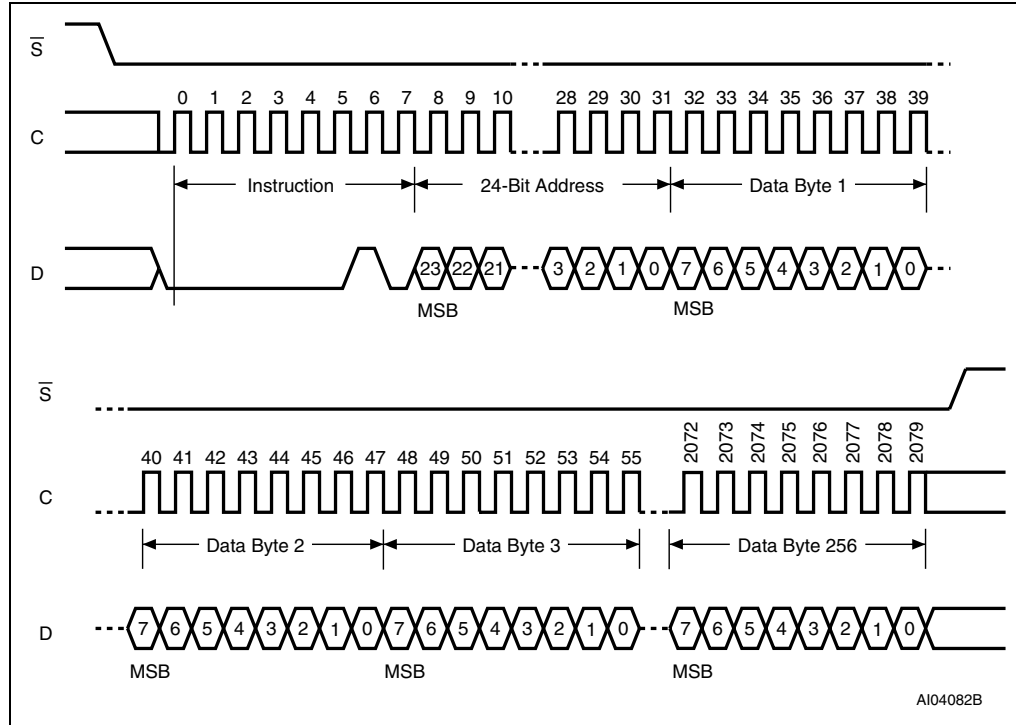 S
0 1 2 3 4 5 6 7 8 9 10 28 29 30 31 32 33 34 35 36 37 38 39
C
Instruction 24-Bit Address Data Byte 1
D 23 22 21 3 2 1 0 7 6 5 4 3 2 1 0
MSB MSB
S
40 41 42 43 44 45 46 47 48 49 50 51 52 53 54 55 2072 2073 2074 2075 2076 2077 2078 2079
C
Data Byte 2 Data Byte 3 Data Byte 256
D 7 6 5 4 3 2 1 0 7 6 5 4 3 2 1 0 7 6 5 4 3 2 1 0
MSB MSB MSB
AI04082B